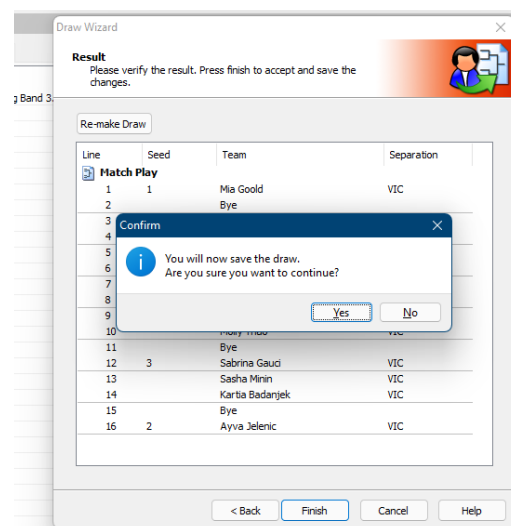 Draw Wizard
Result
Please verify the result. Press finish to accept and save the
changes.
g Band 3
Re-make Draw
Line Seed Team Separation
Match Play
1 1 Mia Goold VIC
2 Bye
3
4
5
6
7
8
9
10
11 Bye
12 3 Sabrina Gauci VIC
13 Sasha Minin VIC
14 Kartia Badanjek VIC
15 Bye
16 2 Ayva Jelenic VIC
Confirm
You will now save the draw.
Are you sure you want to continue?
Yes No
< Back Finish Cancel Help